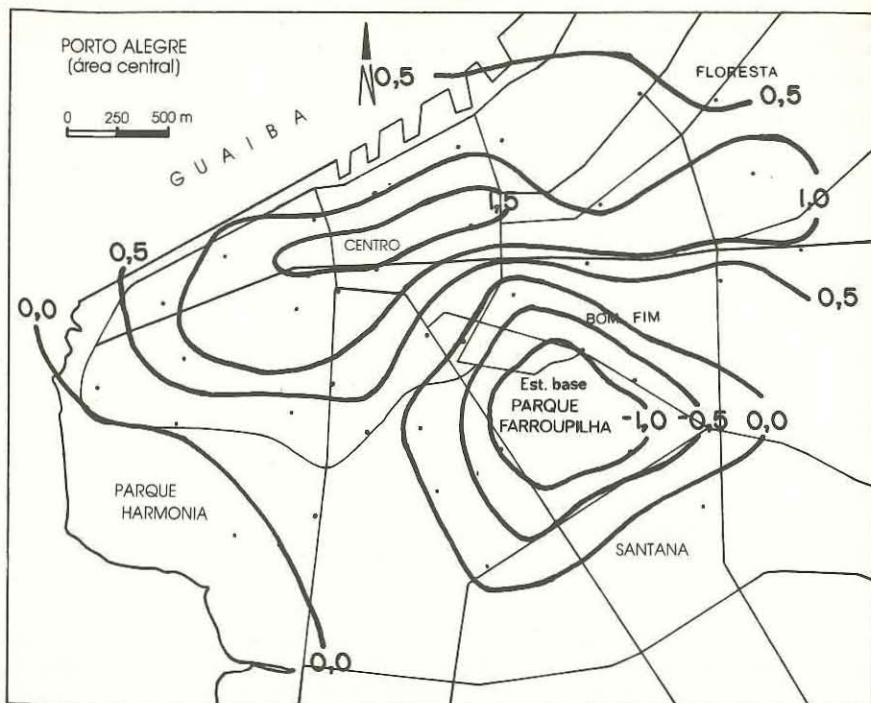 PORTO ALEGRE
(área central)
0 250 500 m
N
GUAIBA
0,5
FLORESTA
0,5
1,5
1,0
CENTRO
0,5
0,0
0,5
BOM FIM
Est. base
PARQUE
FARROUPILHA
-1,0 -0,5 0,0
PARQUE
HARMONIA
SANTANA
0,0